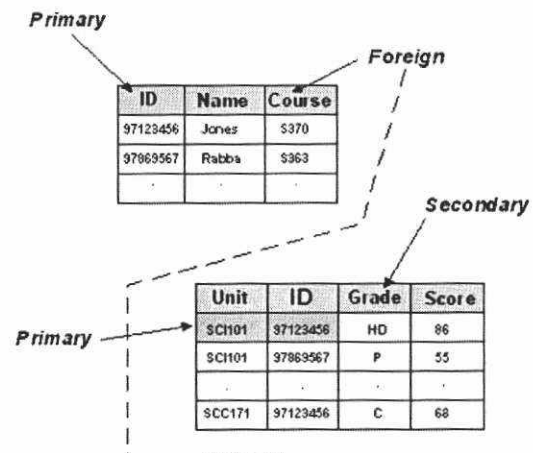 Primary
Foreign
ID Name Course
97123456 Jones S370
97869567 Rabba S363
. . .
Secondary
Unit ID Grade Score
Primary
SCI101 97123456 HD 86
SCI101 97869567 P 55
. . . .
SCC171 97123456 C 68